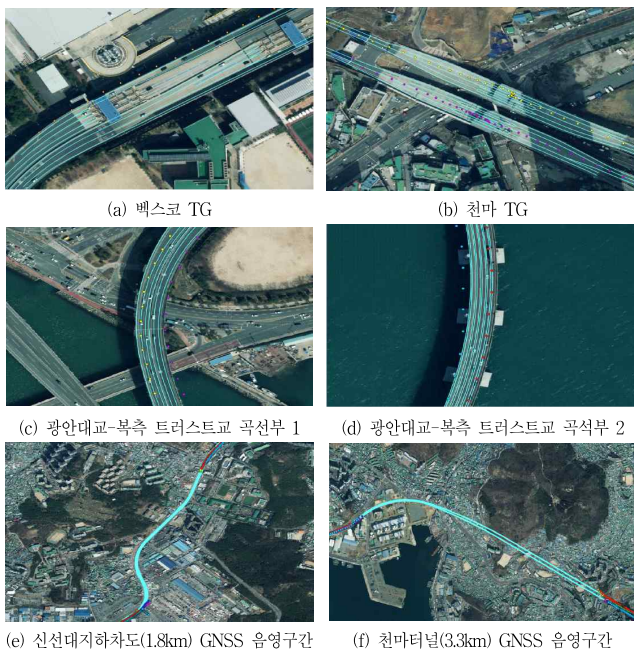 (a) 벡스코 TG
(b) 천마 TG
(c) 광안대교-복측 트러스트교 곡선부 1
(d) 광안대교-복측 트러스트교 곡석부 2
(e) 신선대지하차도(1.8km) GNSS 음영구간
(f) 천마터널(3.3km) GNSS 음영구간